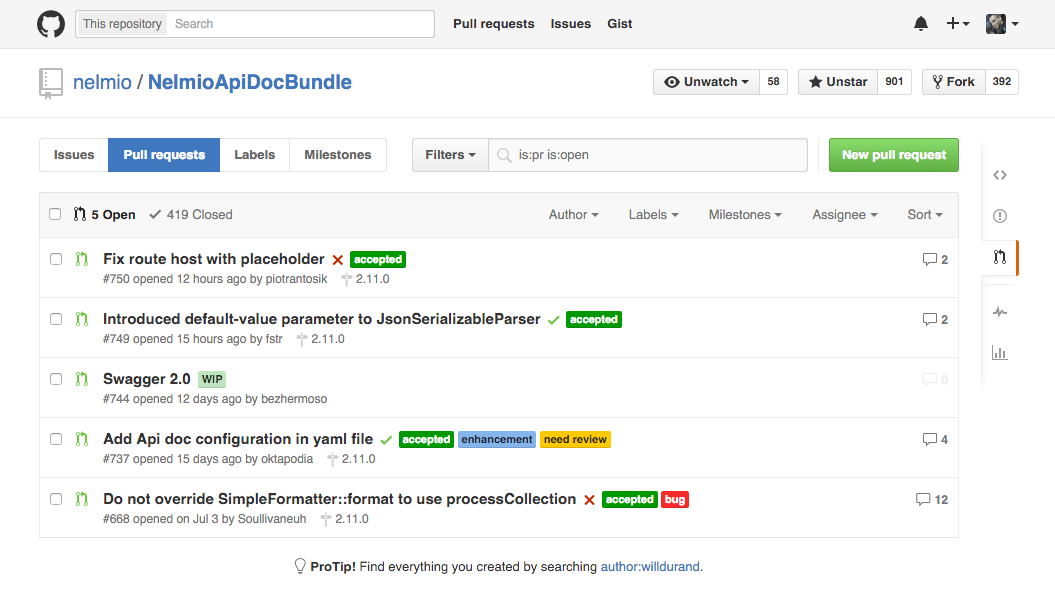 This repository Search Pull requests Issues Gist
nelmio / NelmioApiDocBundle Unwatch 58 Unstar 901 Fork 392
Issues Pull requests Labels Milestones Filters is:pr is:open New pull request
5 Open 419 Closed Author Labels Milestones Assignee Sort
Fix route host with placeholder accepted 2
#750 opened 12 hours ago by piotrantosik 2.11.0
Introduced default-value parameter to JsonSerializableParser accepted 2
#749 opened 15 hours ago by fstr 2.11.0
Swagger 2.0 WIP 0
#744 opened 12 days ago by bezhermoso
Add Api doc configuration in yaml file accepted enhancement need review 4
#737 opened 15 days ago by oktapodia 2.11.0
Do not override SimpleFormatter::format to use processCollection accepted bug 12
#668 opened on Jul 3 by Soullivaneuh 2.11.0
ProTip! Find everything you created by searching author:willdurand.